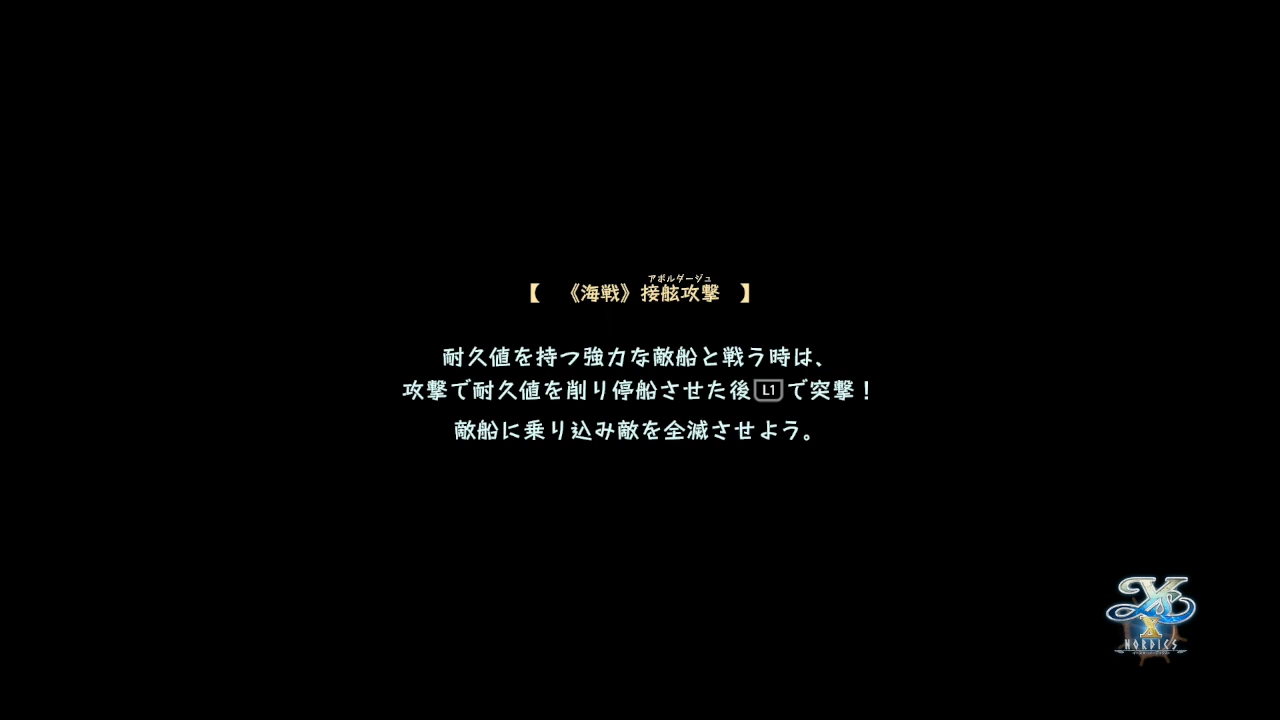 アボルダージュ
【 《海戦》接舷攻撃 】
耐久値を持つ強力な敵船と戦う時は、
攻撃で耐久値を削り停船させた後L1で突撃！
敵船に乗り込み敵を全滅させよう。
Ys
X
NORDICS